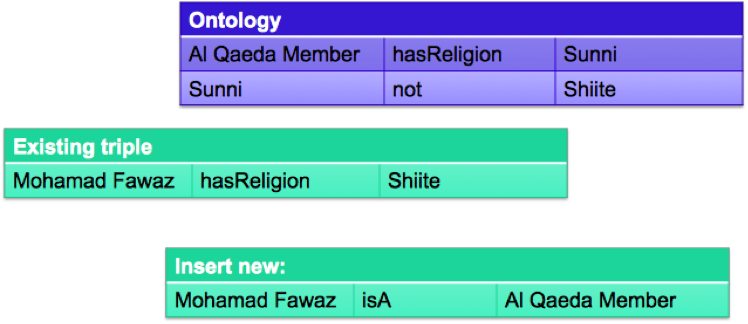 Ontology
Al Qaeda Member hasReligion Sunni
Sunni not Shiite
Existing triple
Mohamad Fawaz hasReligion Shiite
Insert new:
Mohamad Fawaz isA Al Qaeda Member